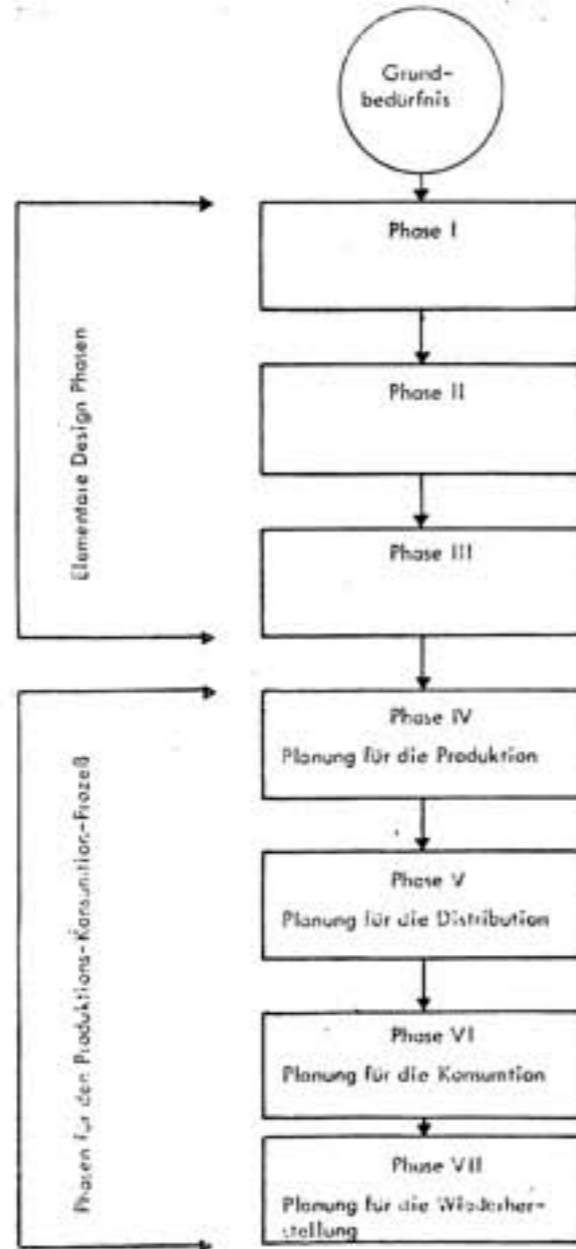 Grund-
bedürfnis
Phase I
Phase II
Phase III
Elementare Design Phasen
Phase IV
Planung für die Produktion
Phase V
Planung für die Distribution
Phase VI
Planung für die Konsumtion
Phase VII
Planung für die Wiederher-
stellung
Phasen für den Produktions-Konsumtion-Prozeß